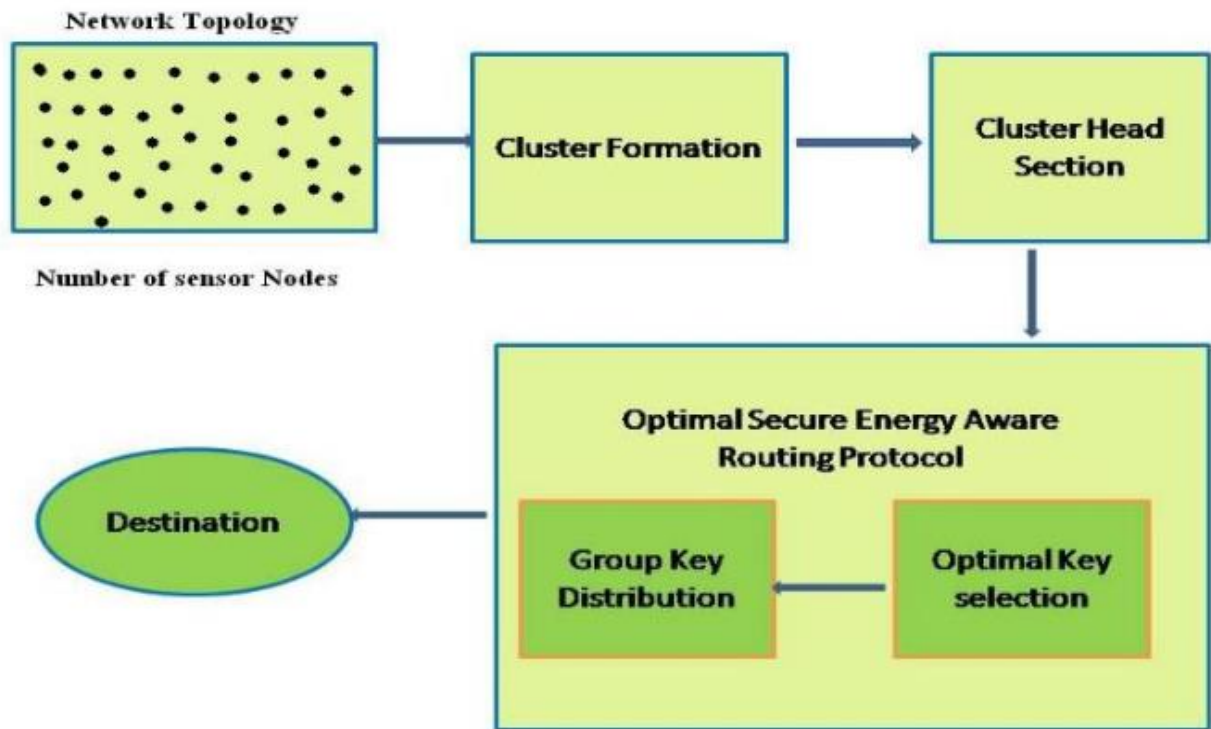 Network Topology
Number of sensor Nodes
Cluster Formation
Cluster Head
Section
Optimal Secure Energy Aware
Routing Protocol
Optimal Key
selection
Group Key
Distribution
Destination